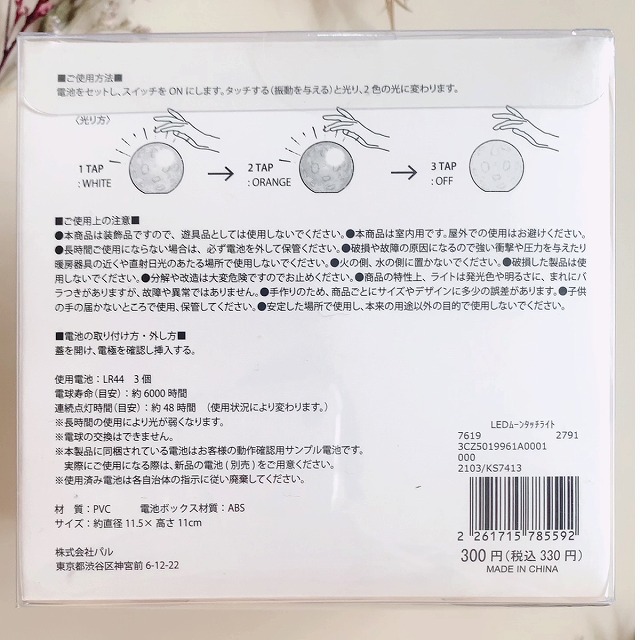 ■ご使用方法■
電池をセットし、スイッチをONにします。タッチする(振動を与える)と光り、2色の光に変わります。
〈光り方〉
1 TAP
:WHITE
2 TAP
:ORANGE
3 TAP
:OFF
■ご使用上の注意■
●本商品は装飾品ですので、遊具品としては使用しないでください。●本商品は室内用です。屋外での使用はお避けください。
●長時間ご使用にならない場合は、必ず電池を外して保管ください。●破損や故障の原因になるので強い衝撃や圧力を与えたり
暖房器具の近くや直射日光のあたる場所で使用しないでください。●火の側、水の側に置かないでください。●破損した製品は使
用しないでください。●分解や改造は大変危険ですのでお止めください。●商品の特性上、ライトは発光色や明るさに、まれにバ
ラつきがありますが、故障や異常ではありません。●手作りのため、商品ごとにサイズやデザインに多少の誤差があります。●子供
の手の届かないところで使用、保管してください。●安定した場所で使用し、本来の用途以外の目的で使用しないでください。
■電池の取り付け方・外し方■
蓋を開け、電極を確認し挿入する。
使用電池:LR44 3個
電球寿命(目安):約6000時間
連続点灯時間(目安):約48時間 (使用状況により変わります。)
※長時間の使用により光が弱くなります。
※電球の交換はできません。
※本製品に同梱されている電池はお客様の動作確認用サンプル電池です。
実際にご使用になる際は、新品の電池(別売)をご用意ください。
※使用済み電池は各自治体の指示に従い廃棄してください。
材 質:PVC 電池ボックス材質:ABS
サイズ:約直径11.5×高さ11cm
株式会社パル
東京都渋谷区神宮前6-12-22
LEDムーンタッチライト
7619 2791
3CZ5019961A0001
000
2103/KS7413
2 261715 785592
300円(税込330円)
MADE IN CHINA